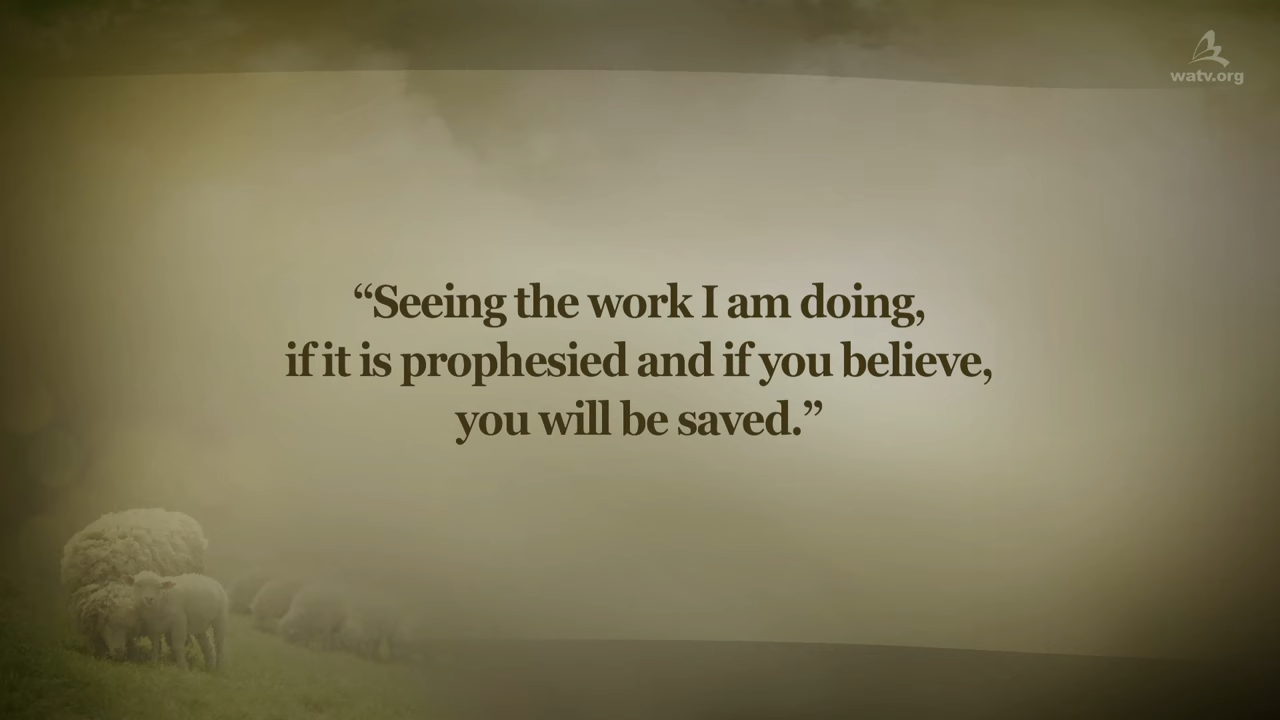 watv.org
“Seeing the work I am doing,
if it is prophesied and if you believe,
you will be saved.”